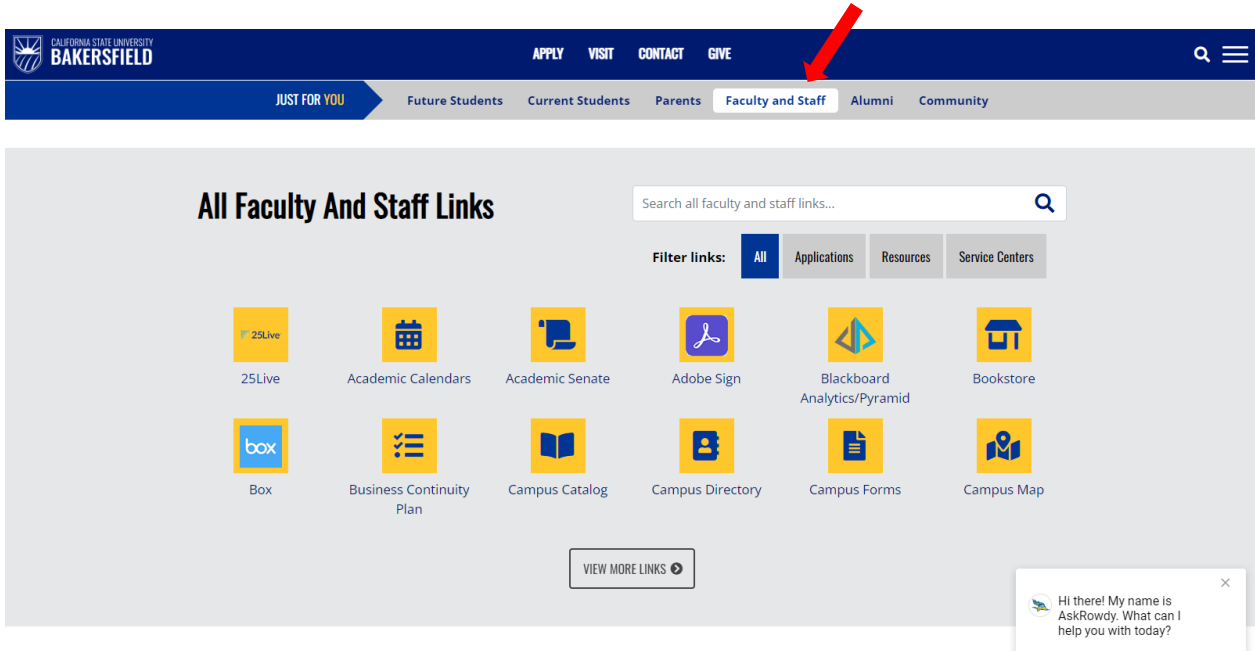 CALIFORNIA STATE UNIVERSITY
BAKERSFIELD
APPLY VISIT CONTACT GIVE
JUST FOR YOU
Future Students Current Students Parents Faculty and Staff Alumni Community
All Faculty And Staff Links
Search all faculty and staff links...
Filter links: All Applications Resources Service Centers
25Live
25Live Academic Calendars Academic Senate Adobe Sign Blackboard Bookstore
Analytics/Pyramid
box
Box Business Continuity Campus Catalog Campus Directory Campus Forms Campus Map
Plan
VIEW MORE LINKS
Hi there! My name is
AskRowdy. What can I
help you with today?